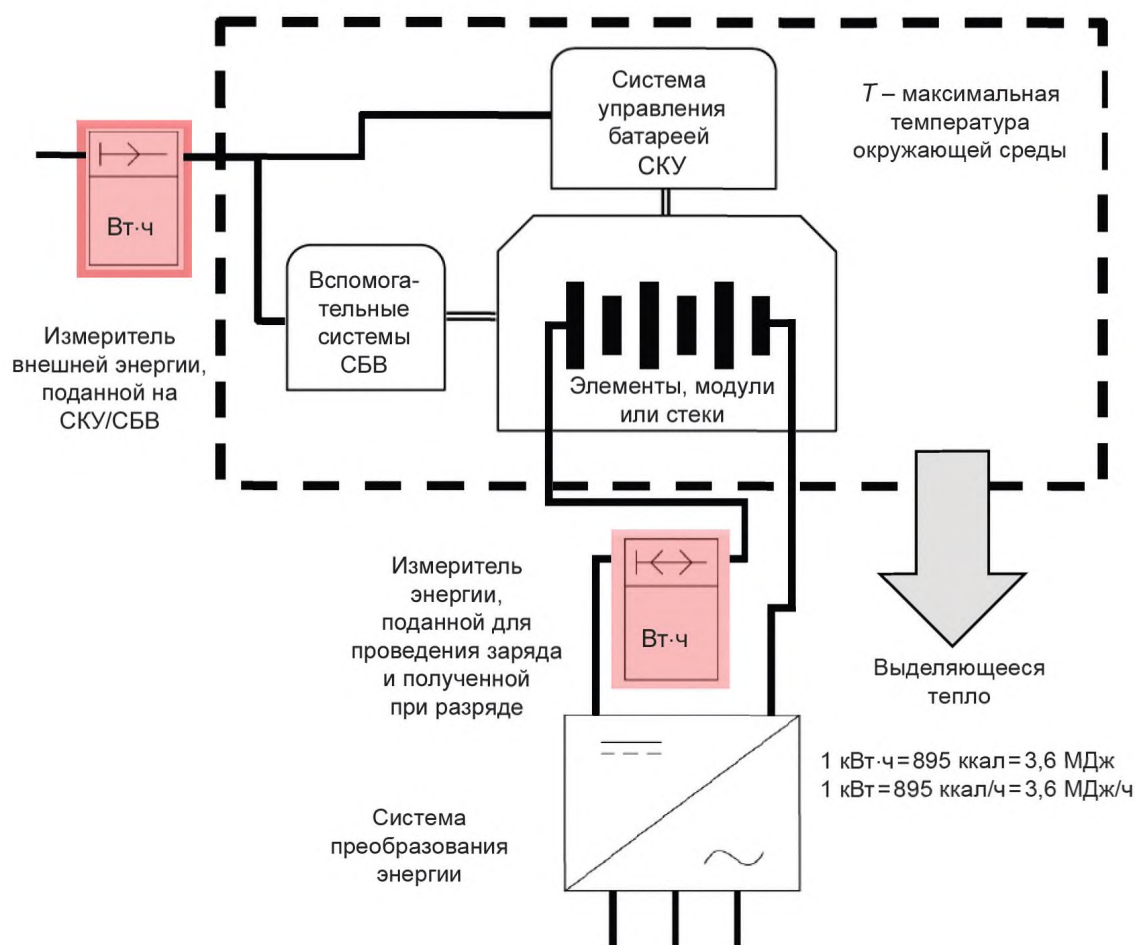 Система
управления
батареей
СКУ
T – максимальная
температура
окружающей среды
Вт·ч
Вспомога-
тельные
системы
СБВ
Измеритель
внешней энергии,
поданной на
СКУ/СБВ
Элементы, модули
или стеки
Измеритель
энергии,
поданной для
проведения заряда
и полученной
при разряде
Вт·ч
Выделяющееся
тепло
1 кВт·ч=895 ккал=3,6 МДж
1 кВт=895 ккал/ч=3,6 МДж/ч
Система
преобразования
энергии